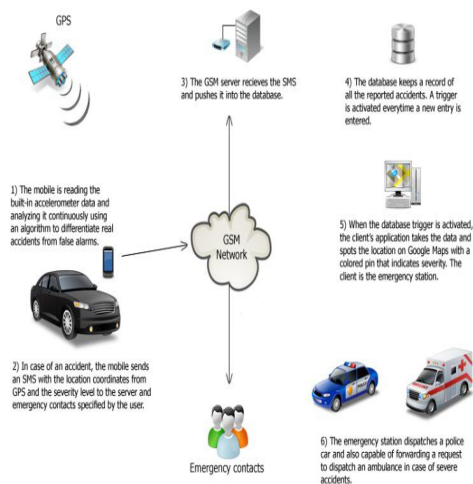 GPS
3) The GSM server recieves the SMS
and pushes it into the database.
4) The database keeps a record of
all the reported accidents. A trigger
is activated everytime a new entry is
entered.
1) The mobile is reading the
built-in accelerometer data and
analyzing it continuously using
an algorithm to differentiate real
accidents from false alarms.
GSM
Network
5) When the database trigger is activated,
the client's application takes the data and
spots the location on Google Maps with a
colored pin that indicates severity. The
client is the emergency station.
2) In case of an accident, the mobile sends
an SMS with the location coordinates from
GPS and the severity level to the server and
emergency contacts specified by the user.
POLICE
Emergency contacts
6) The emergency station dispatches a police
car and also capable of forwarding a request
to dispatch an ambulance in case of severe
accidents.